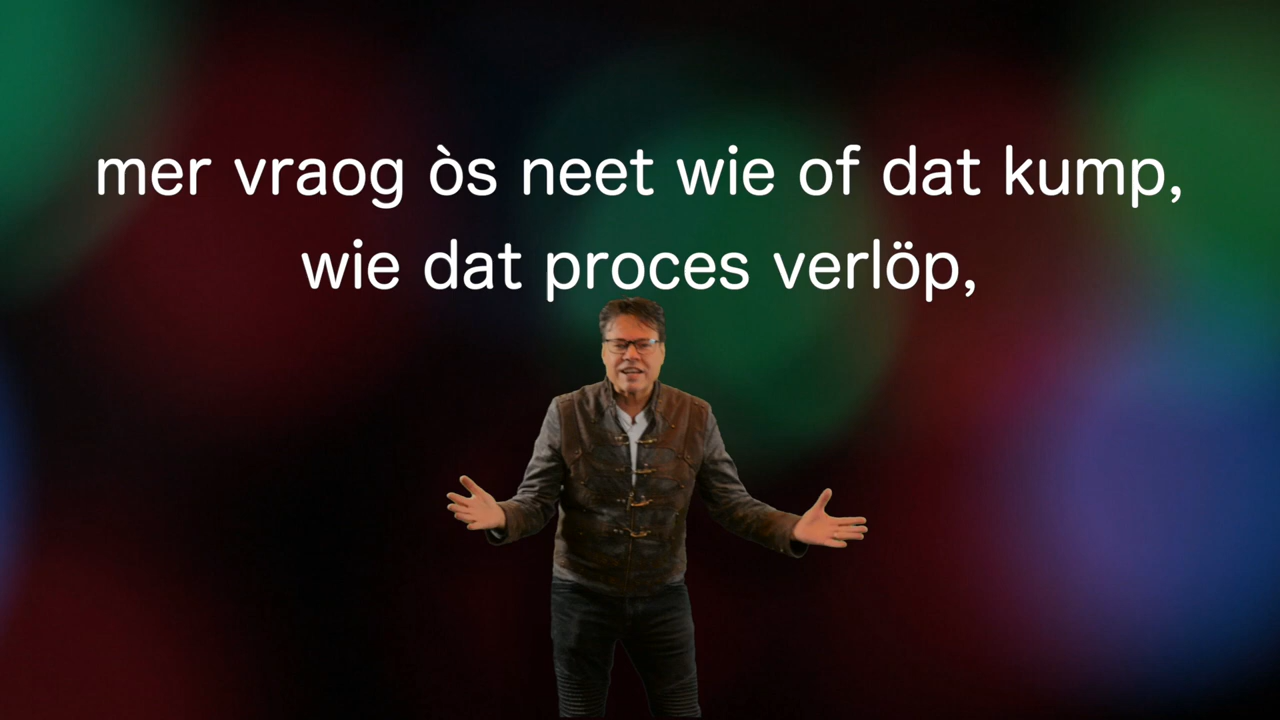 mer vraog òs neet wie of dat kump,
wie dat proces verlöp,